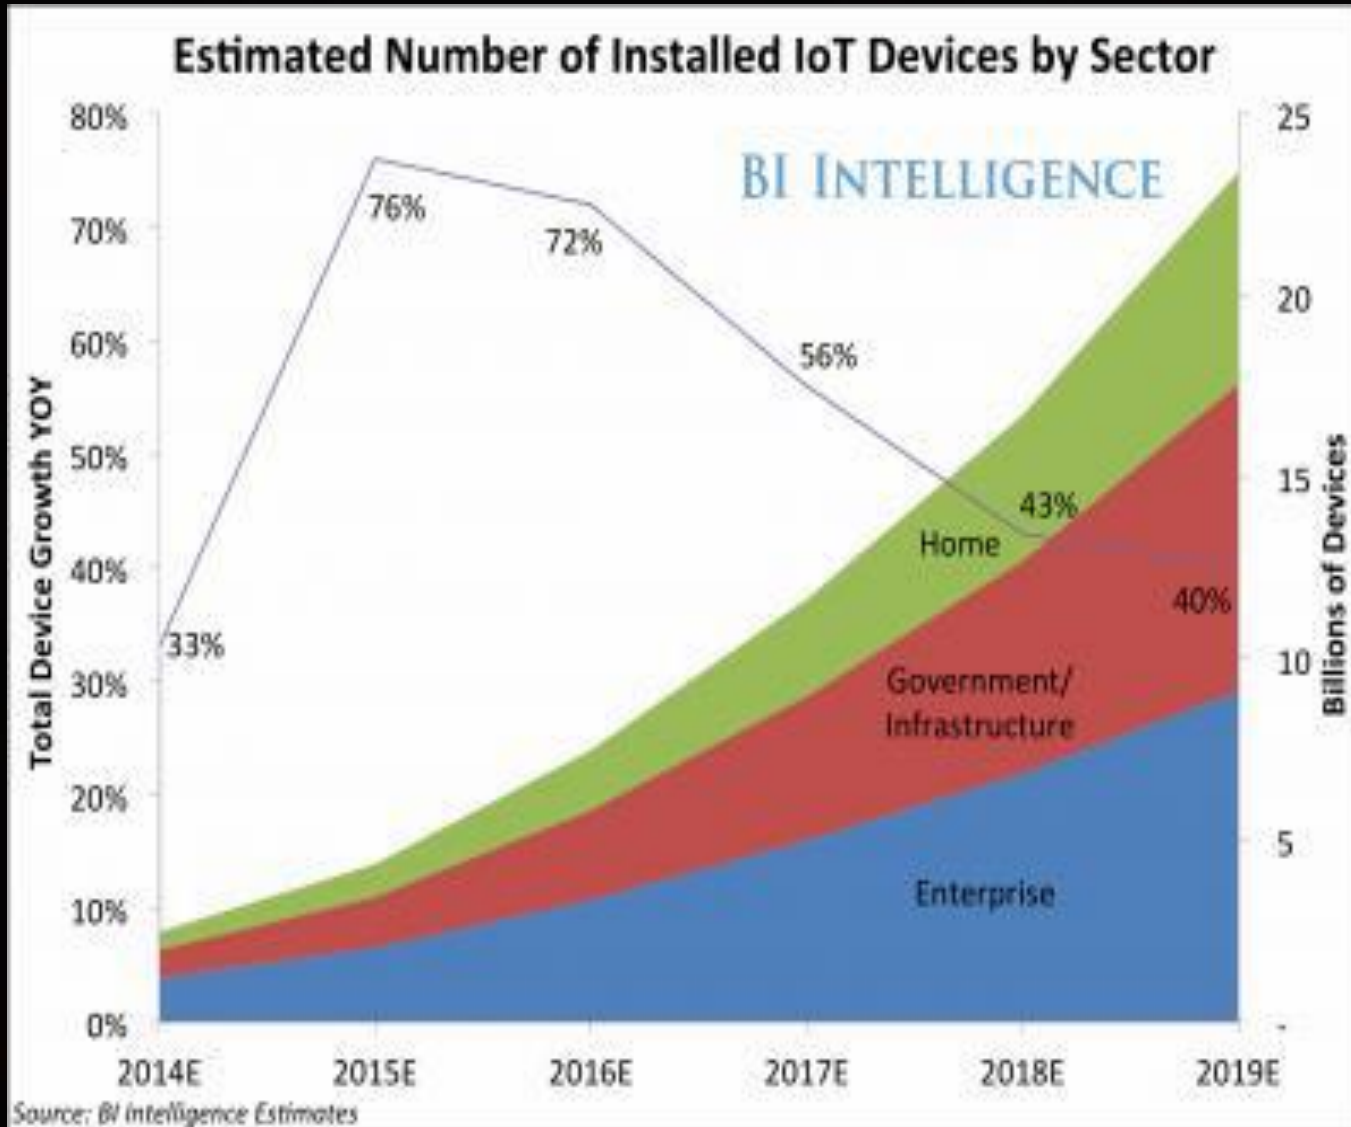 Estimated Number of Installed IoT Devices by Sector
BI INTELLIGENCE
80%
70%
60%
50%
40%
30%
20%
10%
0%
Total Device Growth YOY
25
20
15
10
5
-
Billions of Devices
33%
76%
72%
56%
43%
40%
Home
Government/
Infrastructure
Enterprise
2014E 2015E 2016E 2017E 2018E 2019E
Source: BI Intelligence Estimates